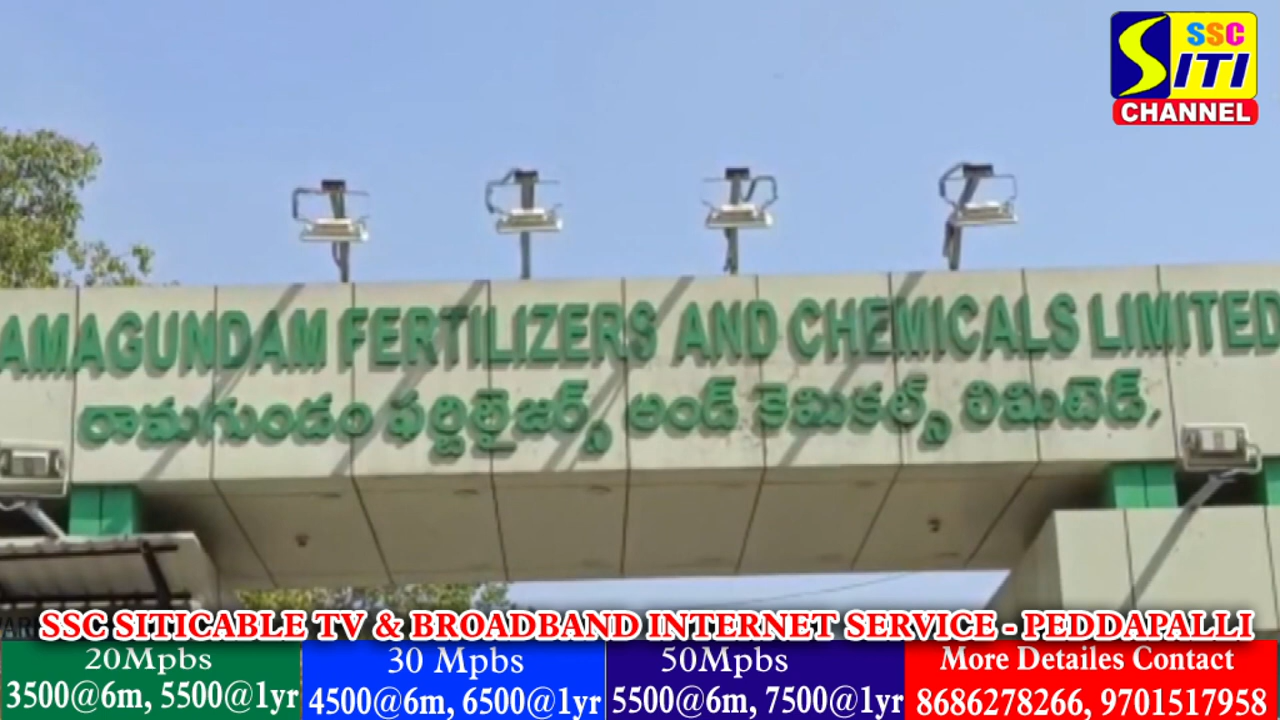 SSC
SITI
CHANNEL
AMAGUNDAM FERTILIZERS AND CHEMICALS LIMITED
రామగుండం ఫర్టిలైజర్స్ అండ్ కెమికల్స్ లిమిటెడ్.
SSC SITICABLE TV & BROADBAND INTERNET SERVICE - PEDDAPALLI
20Mpbs
3500@6m, 5500@1yr
30 Mpbs
4500@6m, 6500@1yr
50Mpbs
5500@6m, 7500@1yr
More Detailes Contact
8686278266, 9701517958